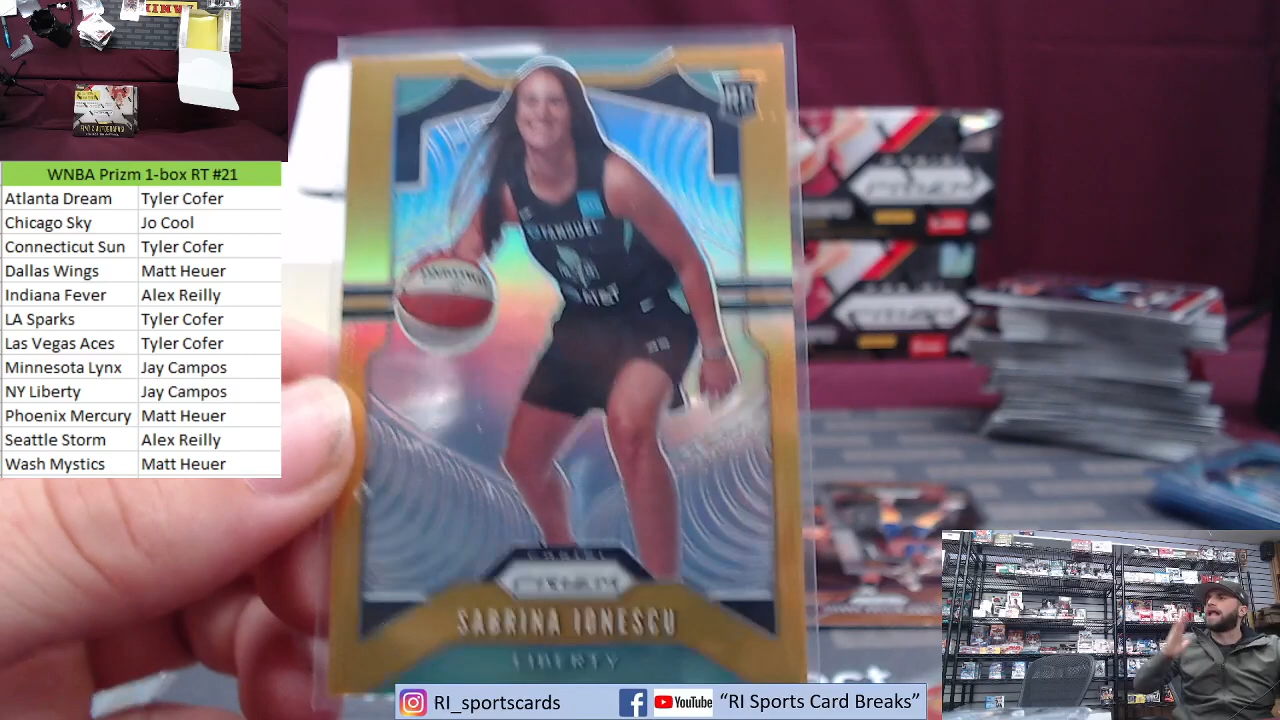 WNBA Prizm 1-box RT #21
Atlanta Dream Tyler Cofer
Chicago Sky Jo Cool
Connecticut Sun Tyler Cofer
Dallas Wings Matt Heuer
Indiana Fever Alex Reilly
LA Sparks Tyler Cofer
Las Vegas Aces Tyler Cofer
Minnesota Lynx Jay Campos
NY Liberty Jay Campos
Phoenix Mercury Matt Heuer
Seattle Storm Alex Reilly
Wash Mystics Matt Heuer
RC
PRIZM
SABRINA IONESCU
LIBERTY
RI_sportscards
YouTube "RI Sports Card Breaks"